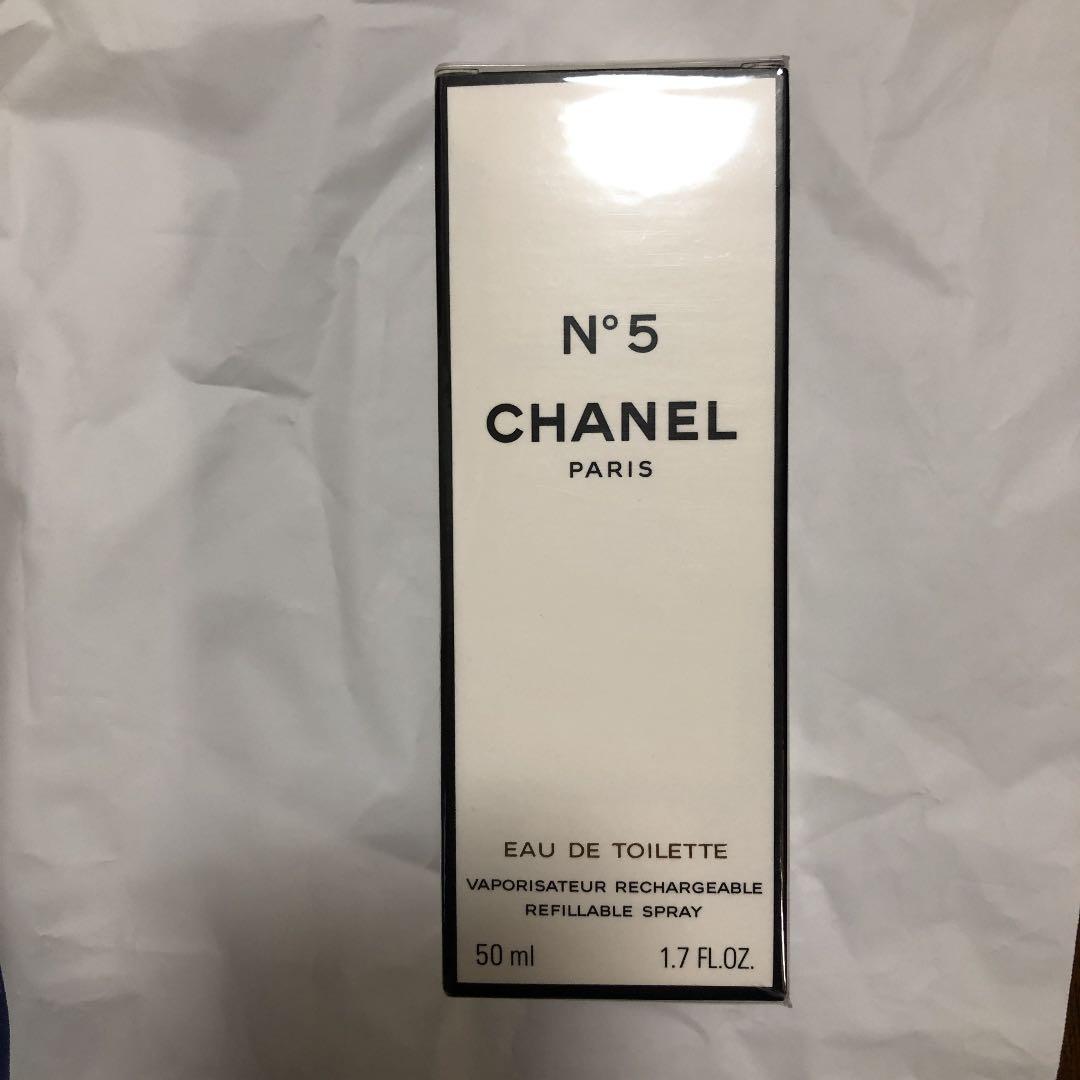 N° 5
CHANEL
PARIS
EAU DE TOILETTE
VAPORISATEUR RECHARGEABLE
REFILLABLE SPRAY
50 ml 1.7 FL.OZ.